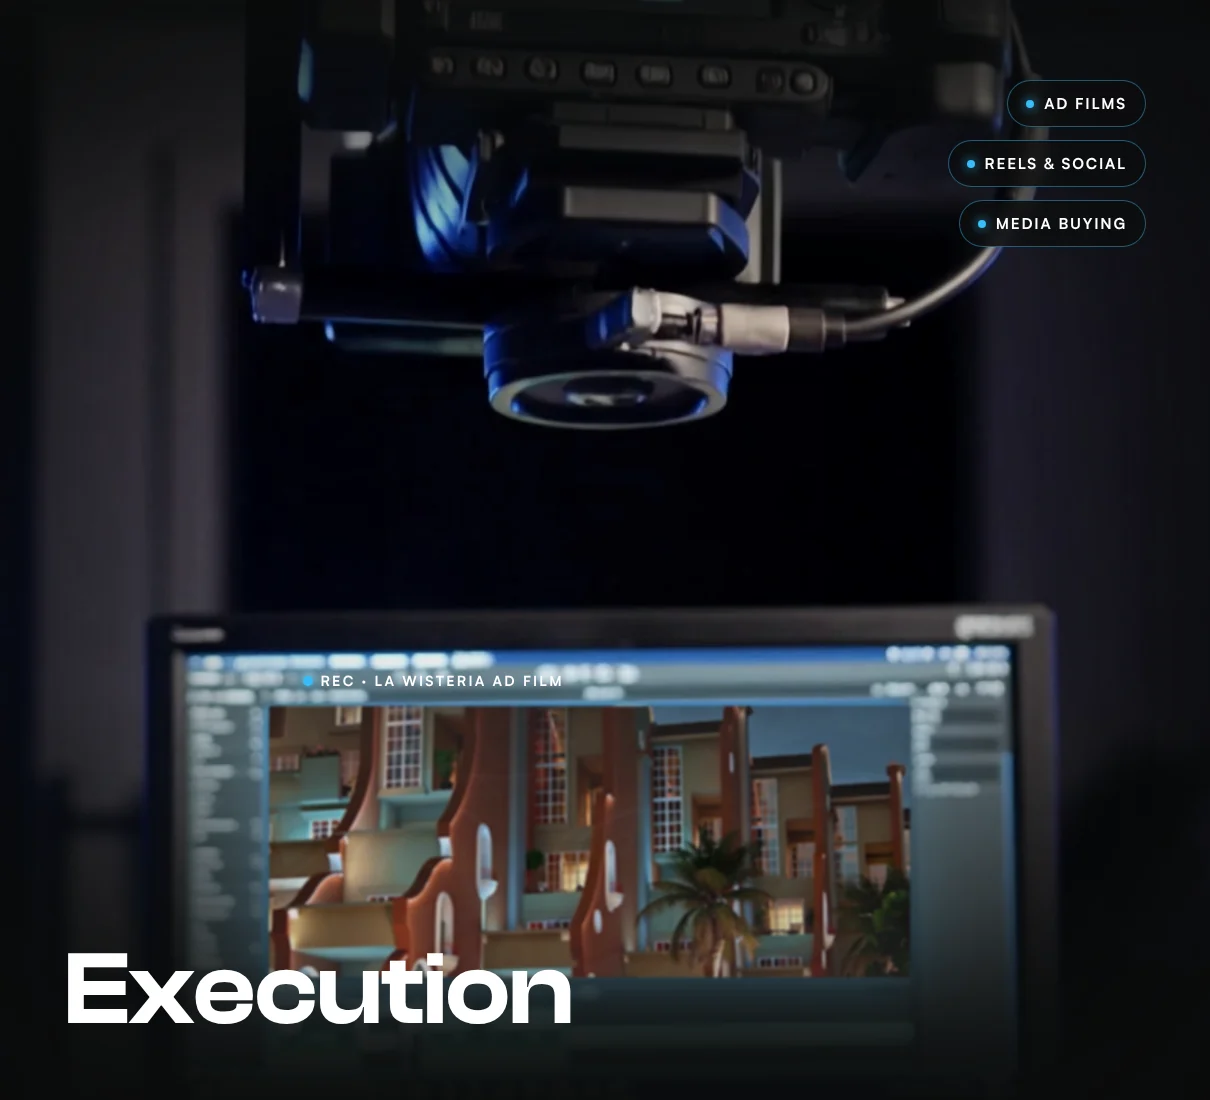 AD FILMS
REELS & SOCIAL
MEDIA BUYING
REC • LA WISTERIA AD FILM
Execution